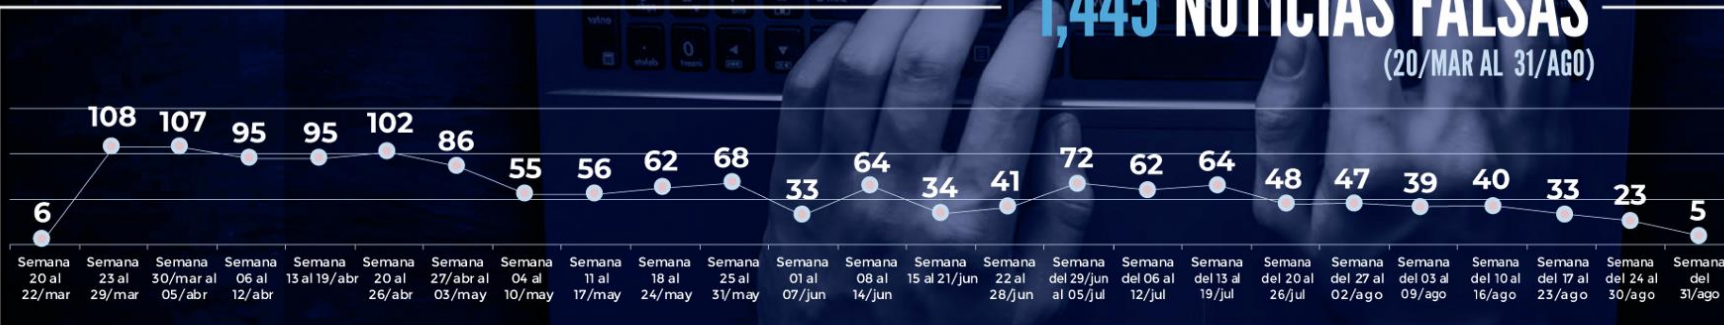 1,445 NOTICIAS FALSAS
(20/MAR AL 31/AGO)
6
108
107
95
95
102
86
55
56
62
68
33
64
34
41
72
62
64
48
47
39
40
33
23
5
Semana
20 al
22/mar
Semana
23 al
29/mar
Semana
30/mar al
05/abr
Semana
06 al
12/abr
Semana
13 al 19/abr
Semana
20 al
26/abr
Semana
27/abr al
03/may
Semana
04 al
10/may
Semana
11 al
17/may
Semana
18 al
24/may
Semana
25 al
31/may
Semana
01 al
07/jun
Semana
08 al
14/jun
Semana
15 al 21/jun
Semana
22 al
28/jun
Semana
del 29/jun
al 05/jul
Semana
del 06 al
12/jul
Semana
del 13 al
19/jul
Semana
del 20 al
26/jul
Semana
del 27 al
02/ago
Semana
del 03 al
09/ago
Semana
del 10 al
16/ago
Semana
del 17 al
23/ago
Semana
del 24 al
30/ago
Semana
del
31/ago